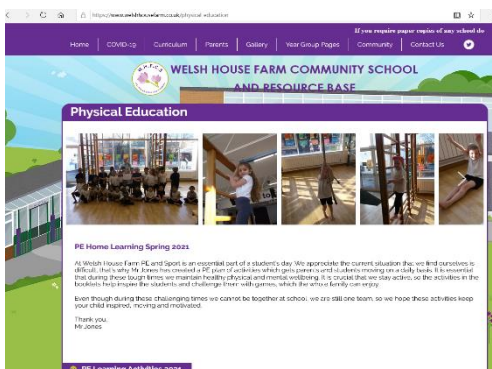 https://www.welshhousefarm.co.uk/physical-education
If you require paper copies of any school do
Home COVID-19 Curriculum Parents Gallery Year Group Pages Community Contact Us
W.H.F.C.S
WELSH HOUSE FARM COMMUNITY SCHOOL
AND RESOURCE BASE
Physical Education
PE Home Learning Spring 2021
At Welsh House Farm PE and Sport is an essential part of a student's day. We appreciate the current situation that we find ourselves is
difficult, that's why Mr Jones has created a PE plan of activities which gets parents and students moving on a daily basis. It is essential
that during these tough times we maintain healthy physical and mental wellbeing. It is crucial that we stay active, so the activities in the
booklets help inspire the students and challenge them with games, which the whole family can enjoy.
Even though during these challenging times we cannot be together at school, we are still one team, so we hope these activities keep
your child inspired, moving and motivated.
Thank you,
Mr Jones
PE Learning Activities 2021